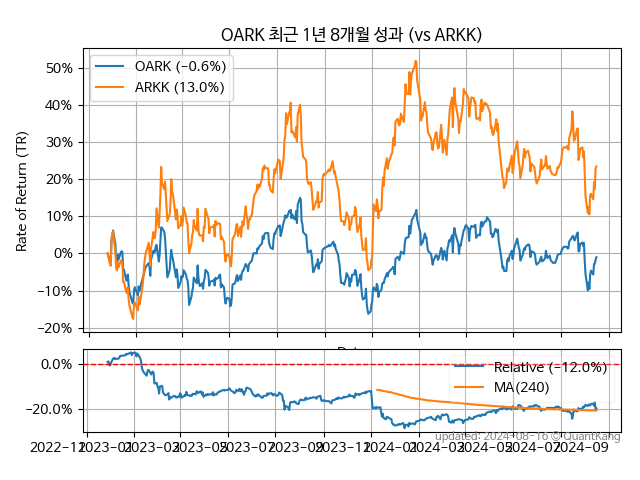 OARK 최근 1년 8개월 성과 (vs ARKK)
Rate of Return (TR)
50%
40%
30%
20%
10%
0%
−10%
−20%
OARK (−0.6%)
ARKK (13.0%)
0.0%
−20.0%
Relative (−12.0%)
MA(240)
updated: 2024-08-16 © QuantKang
2022-11 2023-01 2023-03 2023-05 2023-07 2023-09 2023-11 2024-01 2024-03 2024-05 2024-07 2024-09